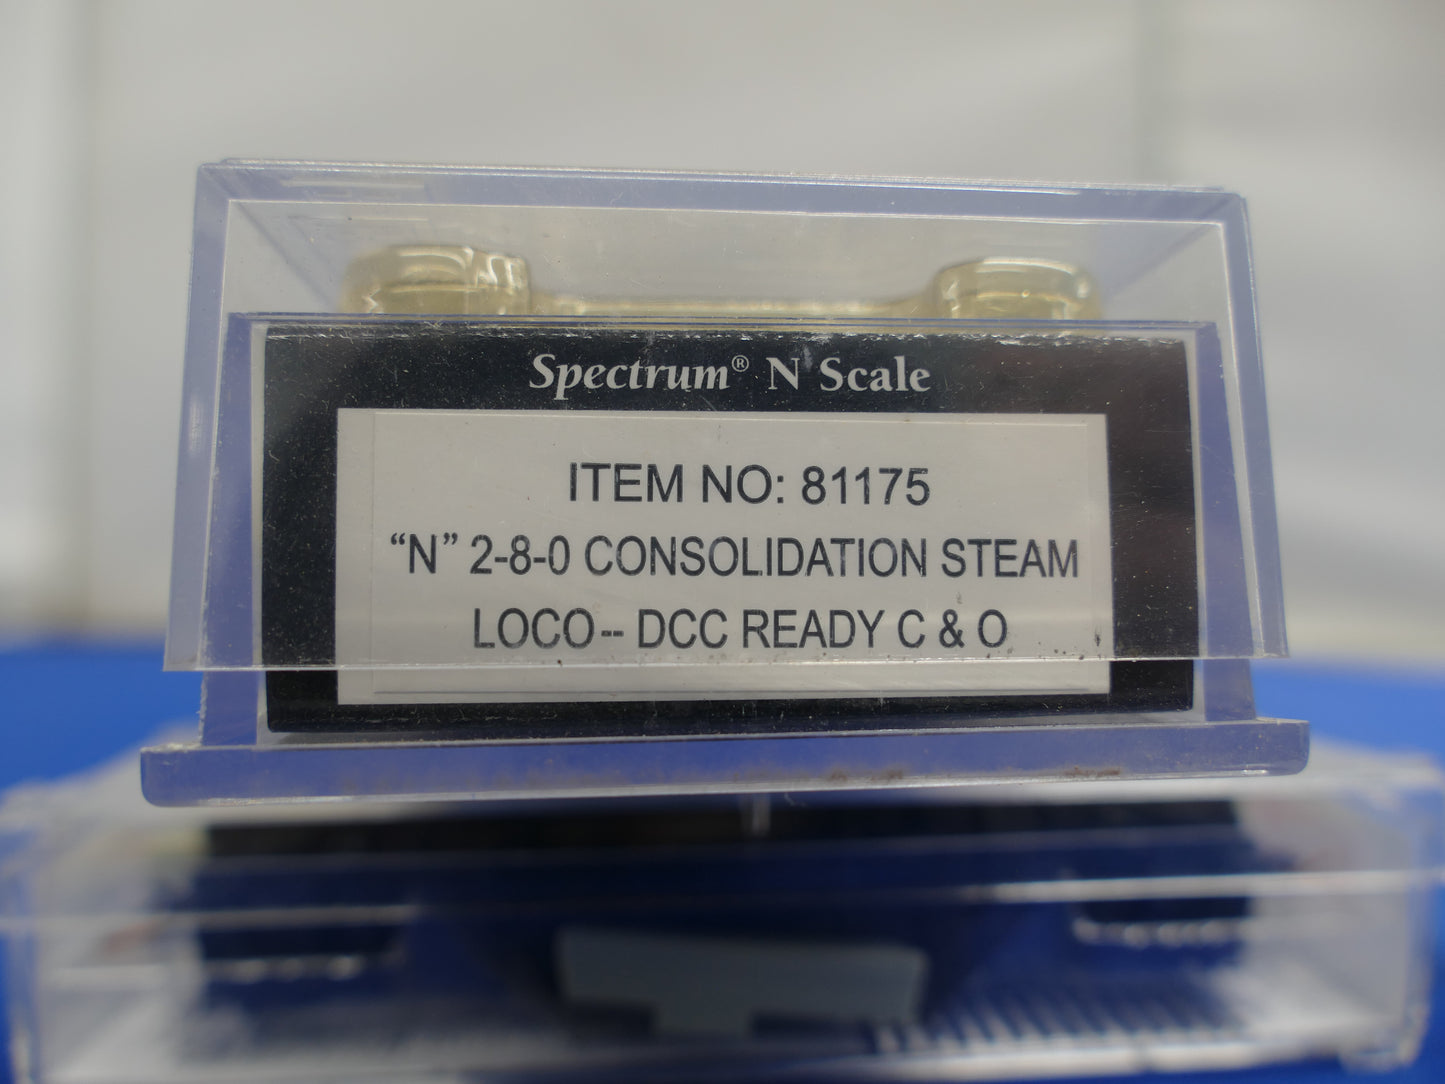 Spectrum® N Scale
ITEM NO: 81175
“N” 2-8-0 CONSOLIDATION STEAM
LOCO-- DCC READY C & O